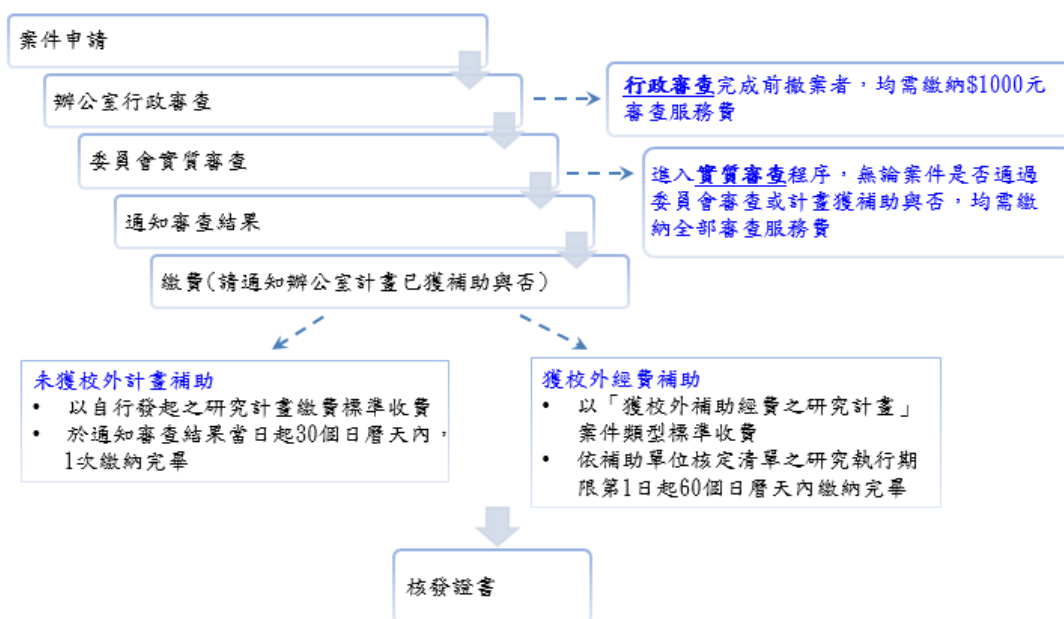 案件申請
辦公室行政審查
行政審查完成前撤案者，均需繳納$1000元
審查服務費
委員會實質審查
進入實質審查程序，無論案件是否通過
委員會審查或計畫獲補助與否，均需繳
納全部審查服務費
通知審查結果
繳費(請通知辦公室計畫已獲補助與否)
未獲校外計畫補助
• 以自行發起之研究計畫繳費標準收費
• 於通知審查結果當日起30個日曆天內，
1次繳納完畢
獲校外經費補助
• 以「獲校外補助經費之研究計畫」
案件類型標準收費
• 依補助單位核定清單之研究執行期
限第1日起60個日曆天內繳納完畢
核發證書